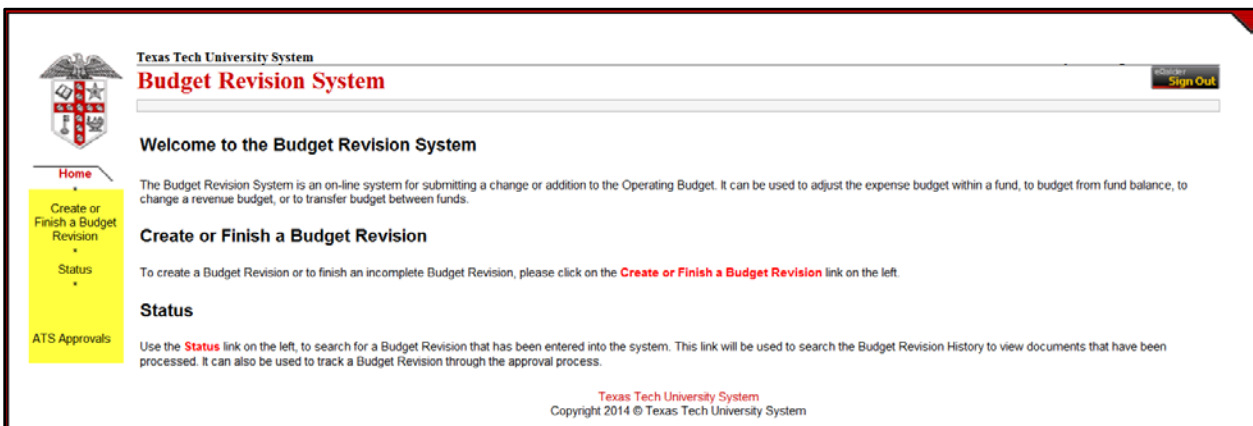 Texas Tech University System
Budget Revision System
eRaider
Sign Out
Welcome to the Budget Revision System
Home
*
The Budget Revision System is an on-line system for submitting a change or addition to the Operating Budget. It can be used to adjust the expense budget within a fund, to budget from fund balance, to
change a revenue budget, or to transfer budget between funds.
Create or
Finish a Budget
Revision
*
Create or Finish a Budget Revision
Status
*
To create a Budget Revision or to finish an incomplete Budget Revision, please click on the Create or Finish a Budget Revision link on the left.
Status
ATS Approvals
Use the Status link on the left, to search for a Budget Revision that has been entered into the system. This link will be used to search the Budget Revision History to view documents that have been
processed. It can also be used to track a Budget Revision through the approval process.
Texas Tech University System
Copyright 2014 © Texas Tech University System